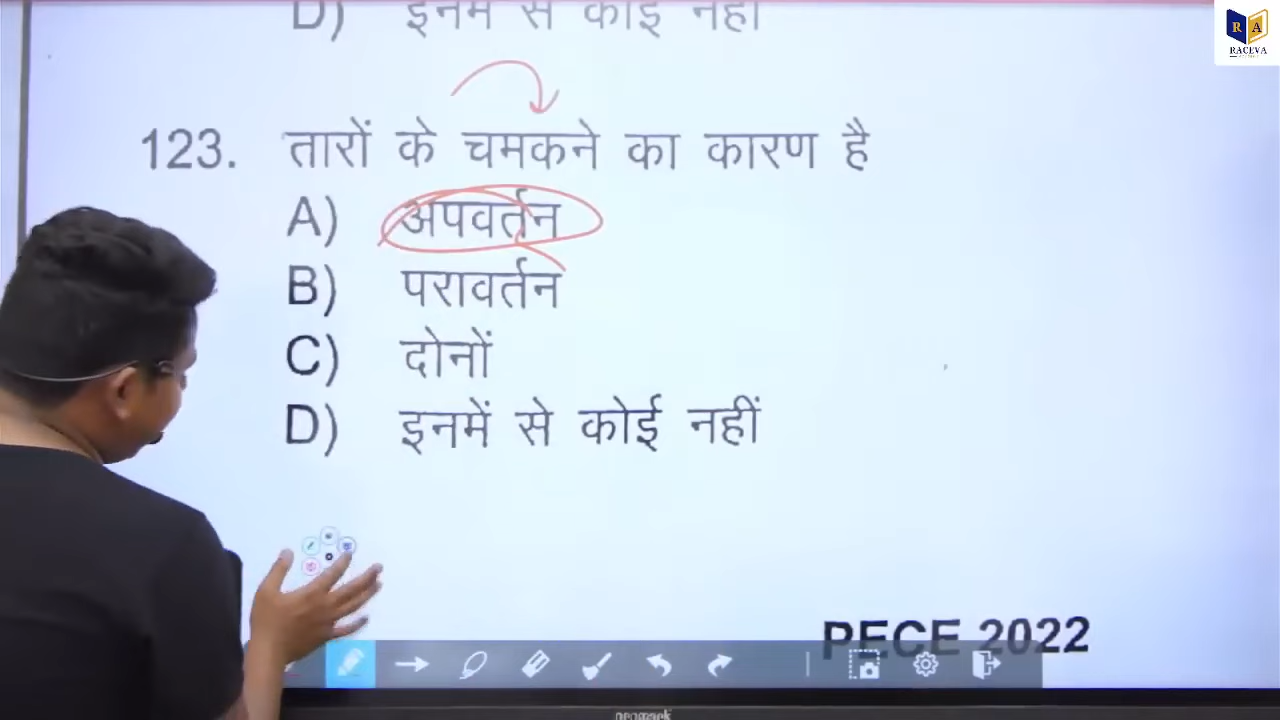 D) इनमें से कोई नहीं
RACEVA
123. तारों के चमकने का कारण है
A) अपवर्तन
B) परावर्तन
C) दोनों
D) इनमें से कोई नहीं
PECE 2022